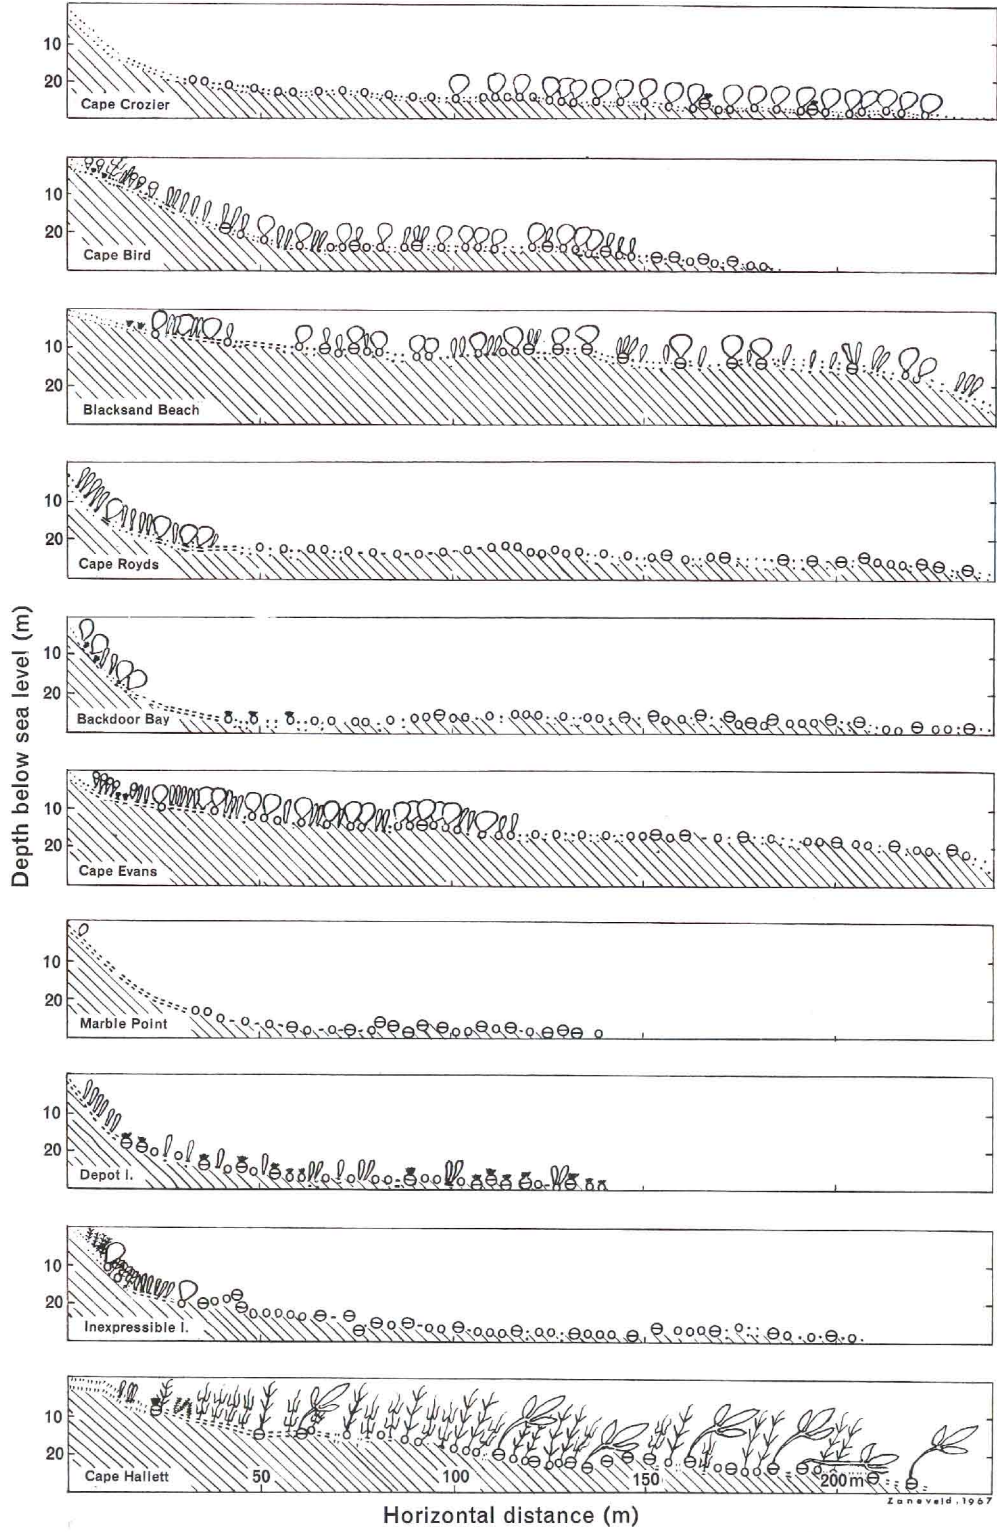 10
20
Cape Crozier
10
20
Cape Bird
10
20
Blacksand Beach
10
20
Cape Royds
10
20
Backdoor Bay
10
20
Cape Evans
10
20
Marble Point
10
20
Depot I.
10
20
Inexpressible I.
10
20
Cape Hallett
50
100
150
200m
Zaneveld, 1967
Depth below sea level (m)
Horizontal distance (m)